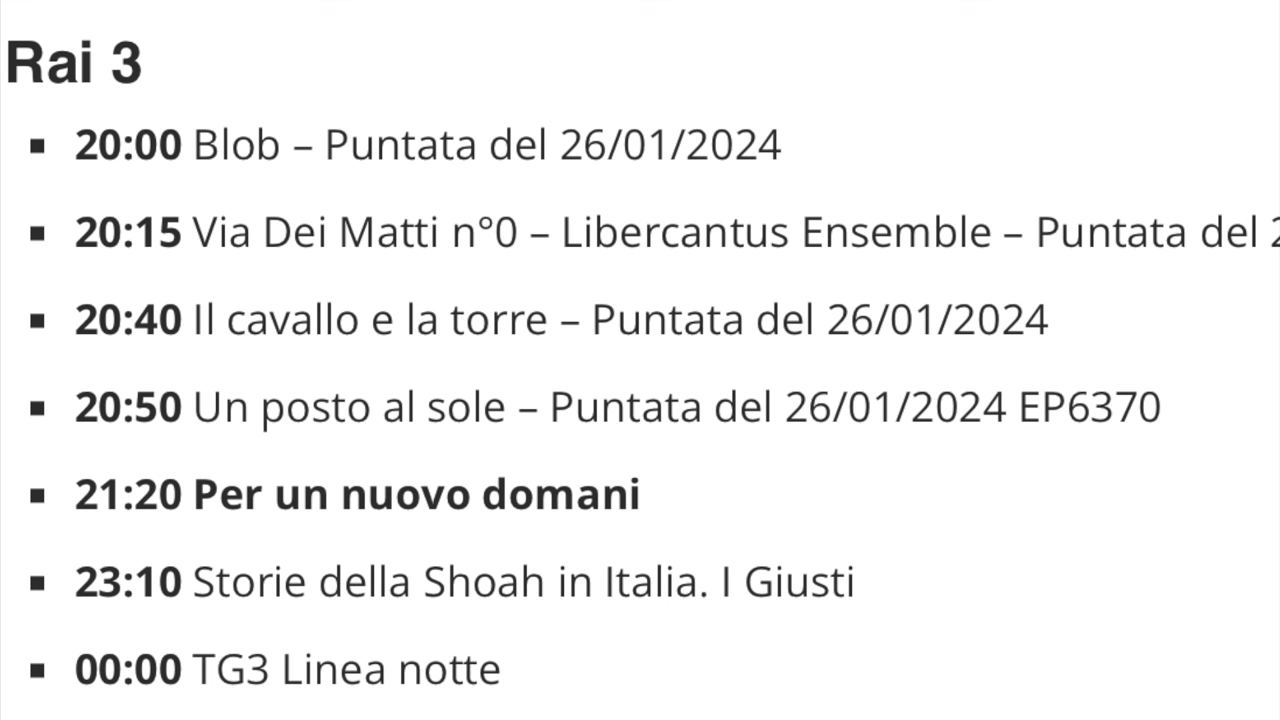 Rai 3
20:00 Blob – Puntata del 26/01/2024
20:15 Via Dei Matti n°0 – Libercantus Ensemble – Puntata del
20:40 Il cavallo e la torre – Puntata del 26/01/2024
20:50 Un posto al sole – Puntata del 26/01/2024 EP6370
21:20 Per un nuovo domani
23:10 Storie della Shoah in Italia. I Giusti
00:00 TG3 Linea notte